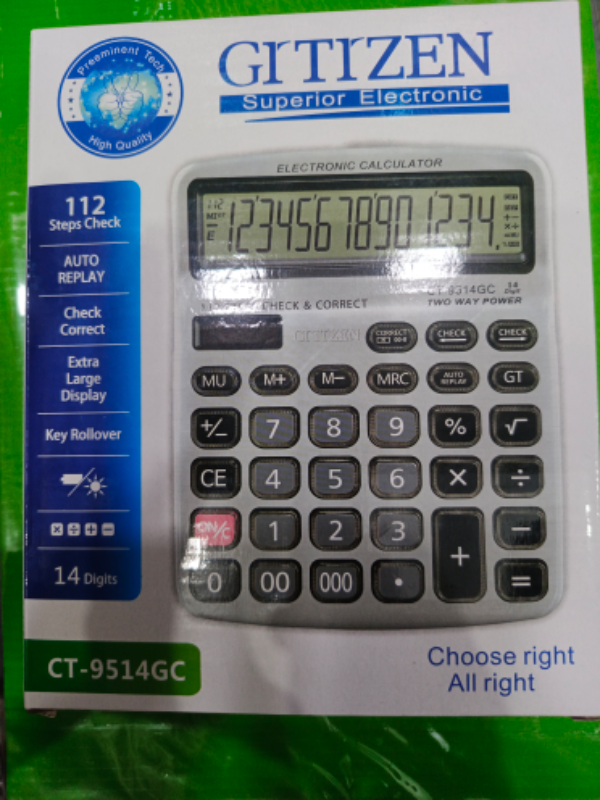 Preeminent Tech
High Quality
GITIZEN
Superior Electronic
112
Steps Check
AUTO
REPLAY
Check
Correct
Extra
Large
Display
Key Rollover
14 Digits
CT-9514GC
ELECTRONIC CALCULATOR
112
12345678901234.
CHECK & CORRECT
14
Digit
TWO WAY POWER
CORRECT
CHECK
CHECK
MU M+ M− MRC AUTO REPLAY GT
+/− 7 8 9 % √
CE 4 5 6 × ÷
ON/C 1 2 3 + −
0 00 000 • =
Choose right
All right